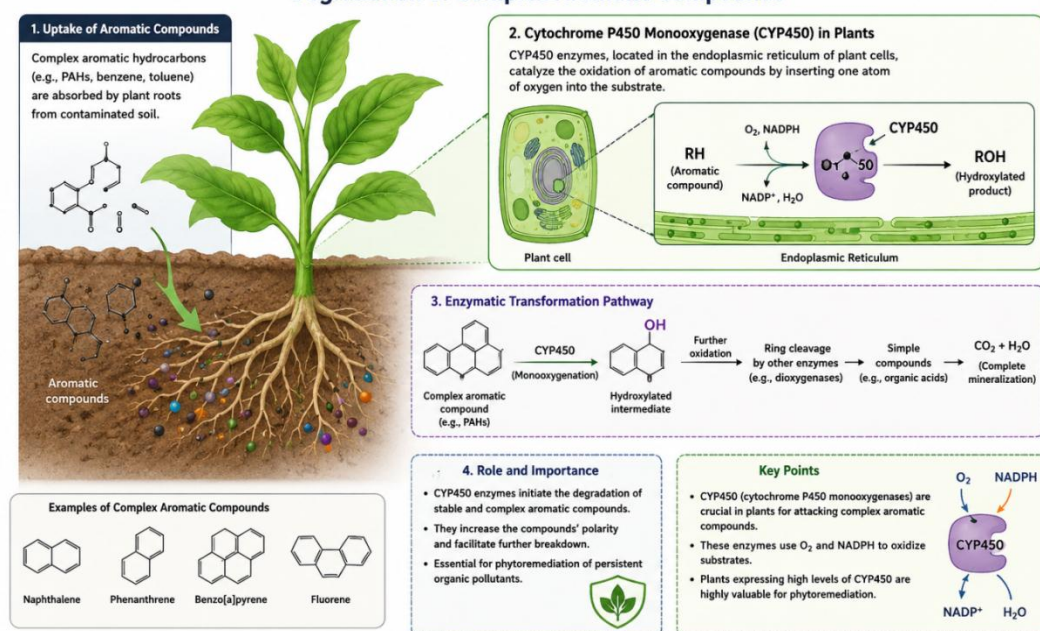 1. Uptake of Aromatic Compounds
Complex aromatic hydrocarbons
(e.g., PAHs, benzene, toluene)
are absorbed by plant roots
from contaminated soil.
Aromatic
compounds
2. Cytochrome P450 Monooxygenase (CYP450) in Plants
CYP450 enzymes, located in the endoplasmic reticulum of plant cells,
catalyze the oxidation of aromatic compounds by inserting one atom
of oxygen into the substrate.
Plant cell
O₂, NADPH
CYP450
RH
(Aromatic
compound)
50
ROH
(Hydroxylated
product)
NADP⁺, H₂O
Endoplasmic Reticulum
3. Enzymatic Transformation Pathway
OH
CYP450
(Monooxygenation)
Further
oxidation
Ring cleavage
by other enzymes
(e.g., dioxygenases)
Simple
compounds
(e.g., organic acids)
CO₂ + H₂O
(Complete
mineralization)
Complex aromatic
compound
(e.g., PAHs)
Hydroxylated
intermediate
Examples of Complex Aromatic Compounds
Naphthalene
Phenanthrene
Benzo[a]pyrene
Fluorene
4. Role and Importance
• CYP450 enzymes initiate the degradation of
stable and complex aromatic compounds.
• They increase the compounds' polarity
and facilitate further breakdown.
• Essential for phytoremediation of persistent
organic pollutants.
Key Points
• CYP450 (cytochrome P450 monooxygenases) are
crucial in plants for attacking complex aromatic
compounds.
• These enzymes use O₂ and NADPH to oxidize
substrates.
• Plants expressing high levels of CYP450 are
highly valuable for phytoremediation.
O₂
NADPH
CYP450
NADP⁺
H₂O